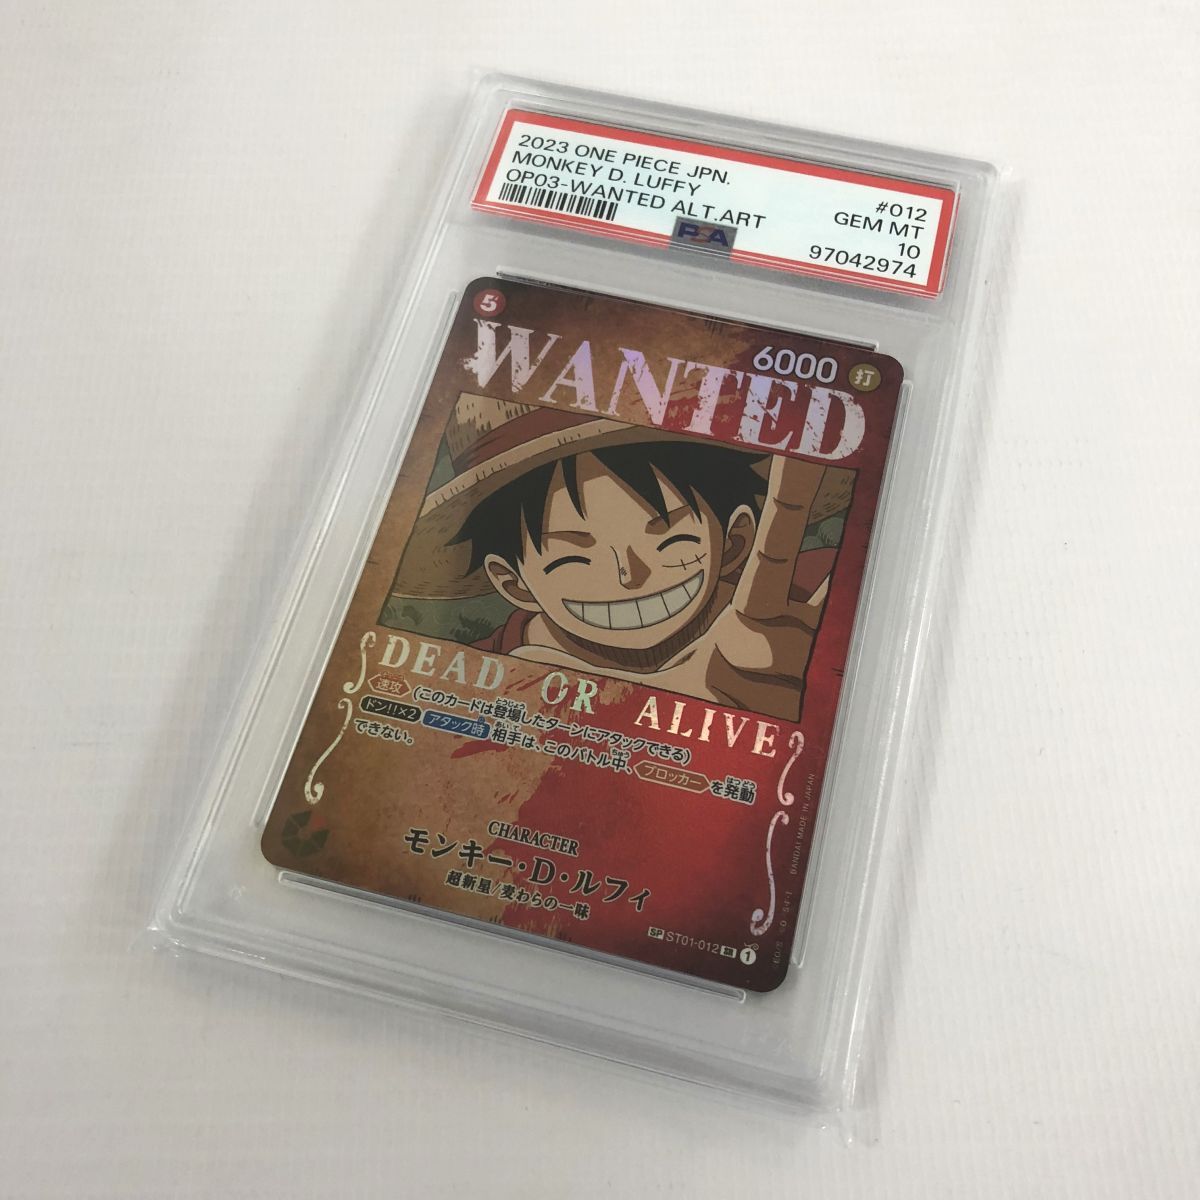 2023 ONE PIECE JPN.
MONKEY D. LUFFY
OP03-WANTED ALT.ART
#012
GEM MT
10
97042974
PSA
5
6000
打
WANTED
DEAD OR ALIVE
速攻 (このカードは登場したターンにアタックできる)
ドン!!×2 アタック時 相手は、このバトル中、ブロッカー を発動
できない。
CHARACTER
モンキー・D・ルフィ
超新星/麦わらの一味
SP ST01-012 SR 1
BANDAI MADE IN JAPAN